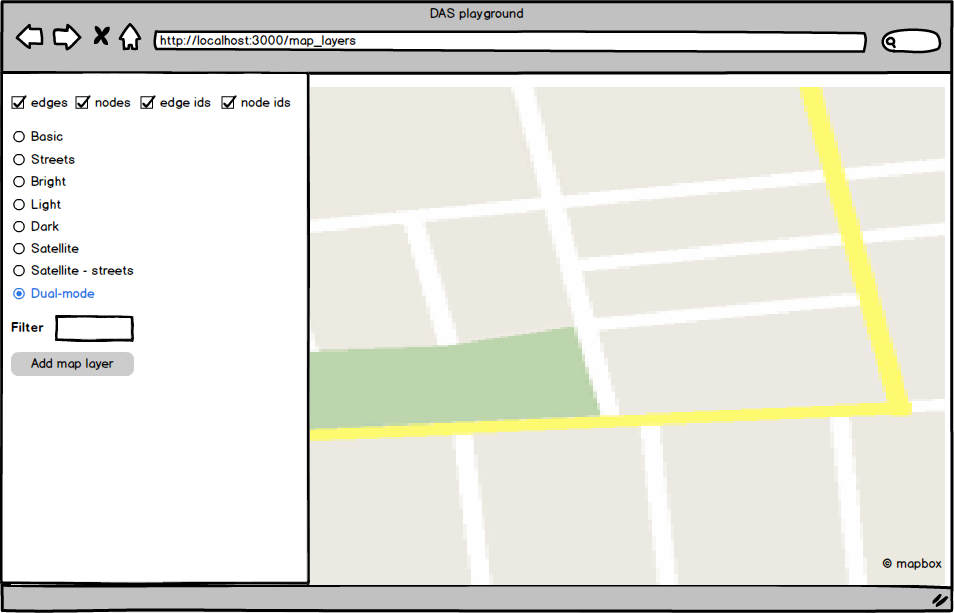 DAS playground
http://localhost:3000/map_layers
edges nodes edge ids node ids
Basic
Streets
Bright
Light
Dark
Satellite
Satellite - streets
Dual-mode
Filter
Add map layer
© mapbox